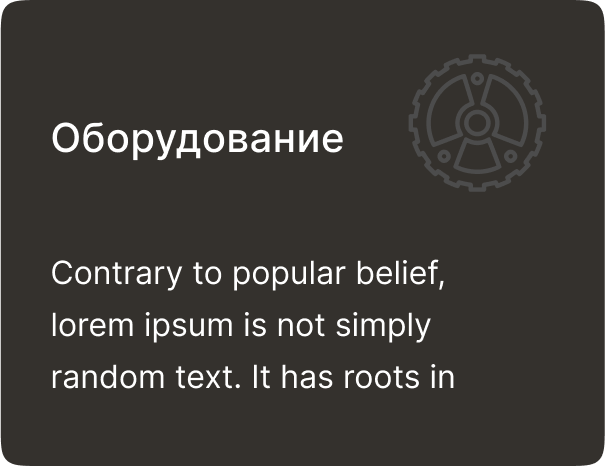 Оборудование
Contrary to popular belief,
lorem ipsum is not simply
random text. It has roots in